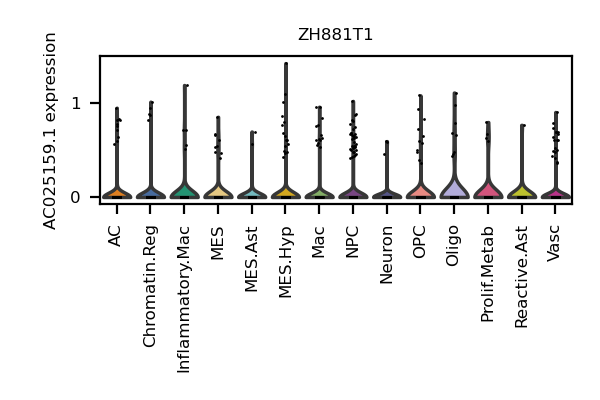 ZH881T1
AC025159.1 expression
1
0
AC
Chromatin.Reg
Inflammatory.Mac
MES
MES.Ast
MES.Hyp
Mac
NPC
Neuron
OPC
Oligo
Prolif.Metab
Reactive.Ast
Vasc